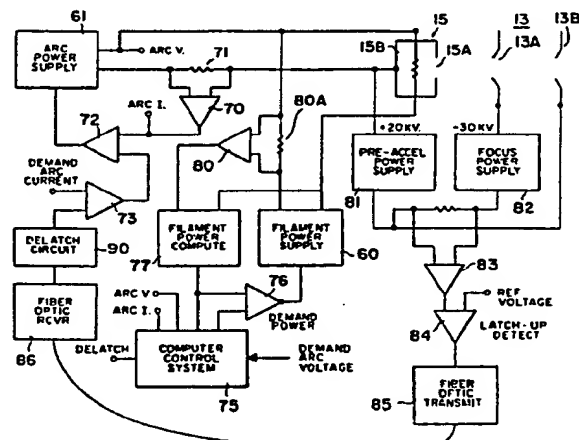 61
ARC
POWER
SUPPLY
ARC V.
71
15
15B
15A
13
13B
13A
ARC I.
70
72
80
80A
+20KV.
-30KV.
DEMAND
ARC
CURRENT
73
PRE-ACCEL
POWER
SUPPLY
81
FOCUS
POWER
SUPPLY
82
DELATCH
CIRCUIT
90
FILAMENT
POWER
COMPUTE
77
FILAMENT
POWER
SUPPLY
60
83
FIBER
OPTIC
RCVR
86
76
DEMAND
POWER
REF
VOLTAGE
84
LATCH-UP
DETECT
ARC V
ARC I.
DELATCH
COMPUTER
CONTROL
SYSTEM
75
DEMAND
ARC
VOLTAGE
85
FIBER
OPTIC
TRANSMIT